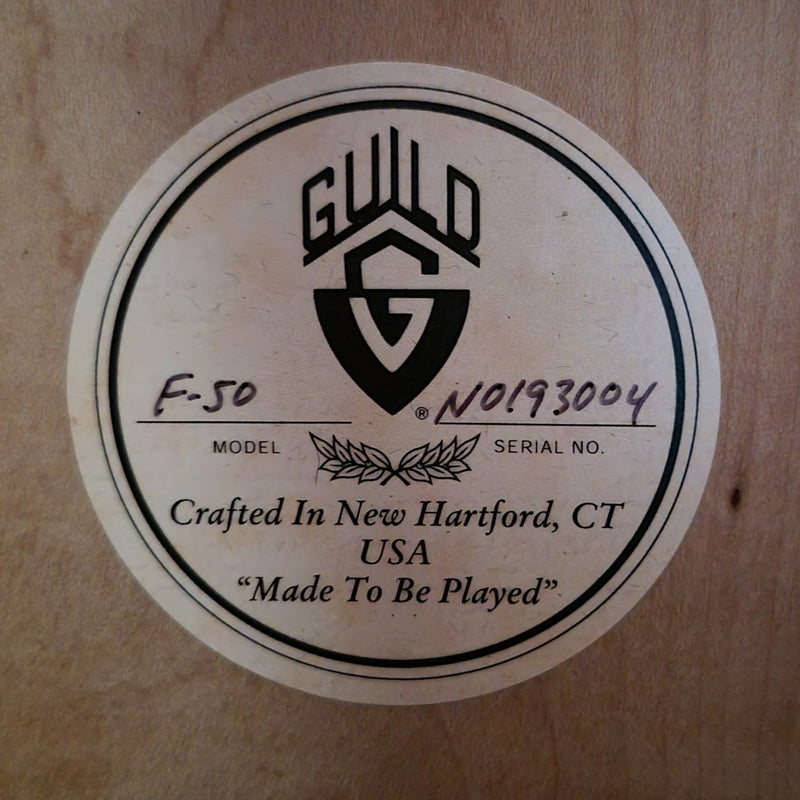 GUILD
G
F-50 NO193004
®
MODEL SERIAL NO.
Crafted In New Hartford, CT
USA
“Made To Be Played”